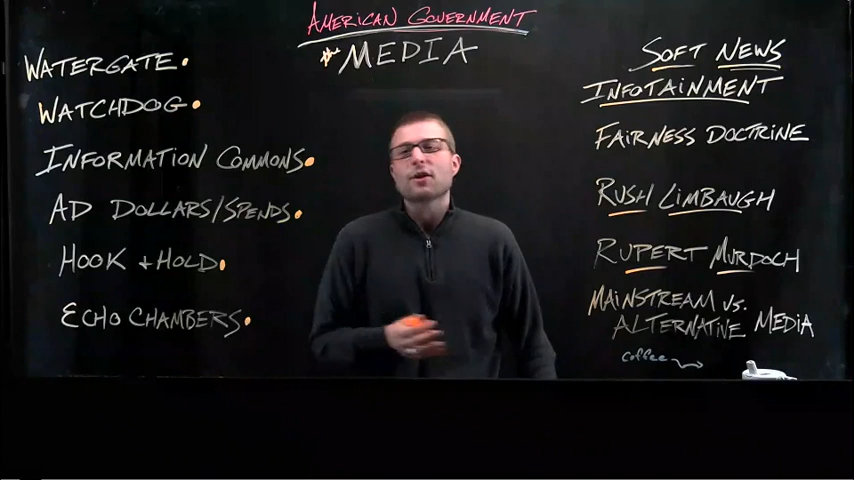 AMERICAN GOVERNMENT
the MEDIA
WATERGATE
WATCHDOG
INFORMATION COMMONS
AD DOLLARS/SPENDS
HOOK + HOLD
ECHO CHAMBERS
SOFT NEWS
INFOTAINMENT
FAIRNESS DOCTRINE
RUSH LIMBAUGH
RUPERT MURDOCH
MAINSTREAM vs.
ALTERNATIVE MEDIA
coffee